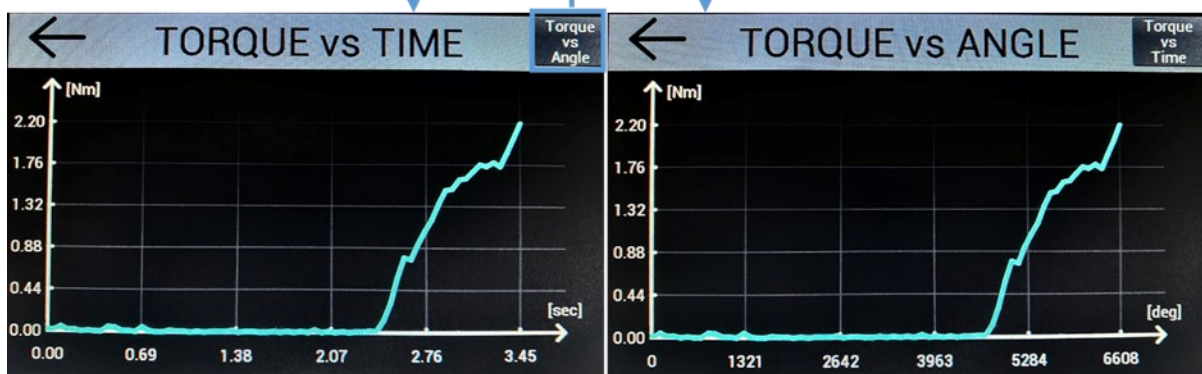 TORQUE vs TIME
Torque
vs
Angle
[Nm]
2.20
1.76
1.32
0.88
0.44
0.00
[sec]
0.00 0.69 1.38 2.07 2.76 3.45
TORQUE vs ANGLE
Torque
vs
Time
[Nm]
2.20
1.76
1.32
0.88
0.44
0.00
[deg]
0 1321 2642 3963 5284 6608